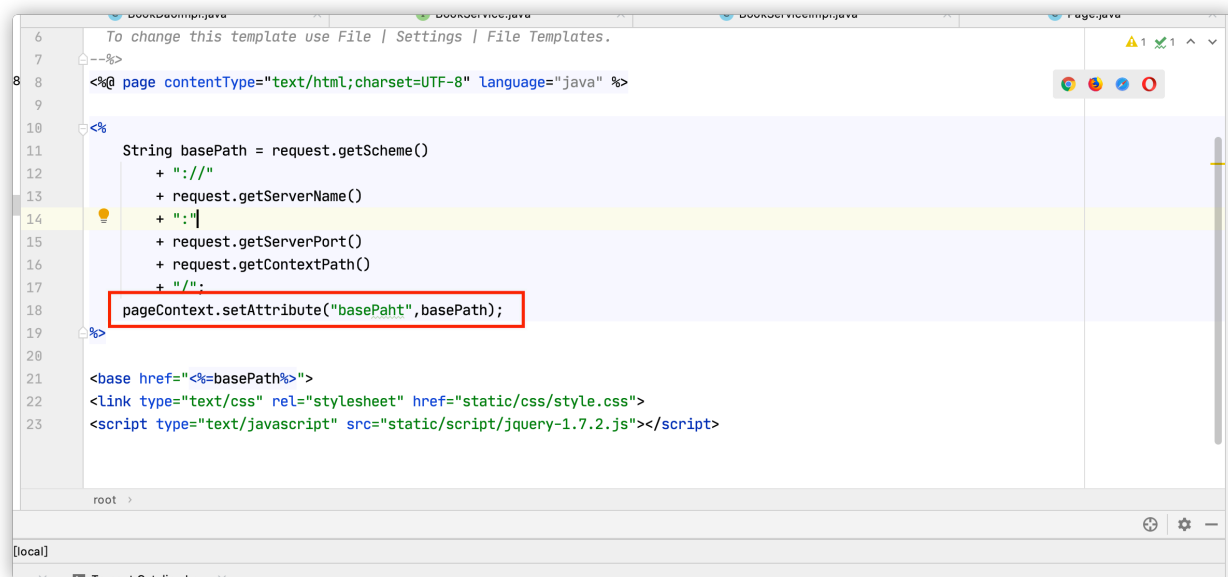 BookDaoImpl.java BookService.java BookServiceImpl.java Page.java
6 To change this template use File | Settings | File Templates.
1 1
7 --%>
8 8 <%@ page contentType="text/html;charset=UTF-8" language="java" %>
9
10 <%
11 String basePath = request.getScheme()
12 + "://"
13 + request.getServerName()
14 + ":"
15 + request.getServerPort()
16 + request.getContextPath()
17 + "/";
18 pageContext.setAttribute("basePaht",basePath);
19 %>
20
21 <base href="<%=basePath%>">
22 <link type="text/css" rel="stylesheet" href="static/css/style.css">
23 <script type="text/javascript" src="static/script/jquery-1.7.2.js"></script>
root
[local]